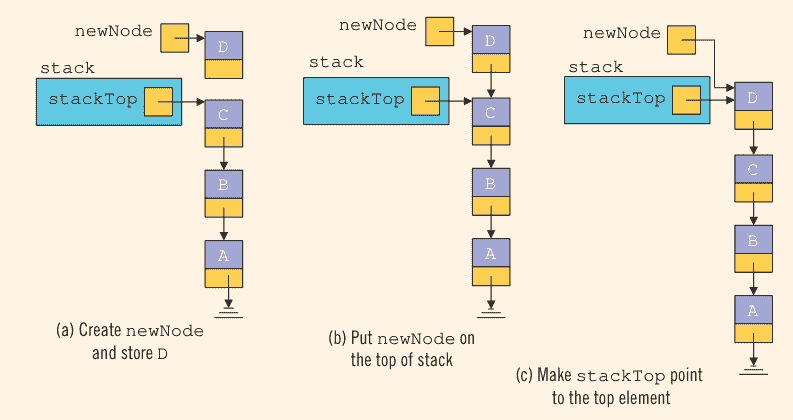 newNode
D
stack
stackTop
C
B
A
(a) Create newNode
and store D
newNode
D
stack
stackTop
C
B
A
(b) Put newNode on
the top of stack
newNode
stack
stackTop
D
C
B
A
(c) Make stackTop point
to the top element